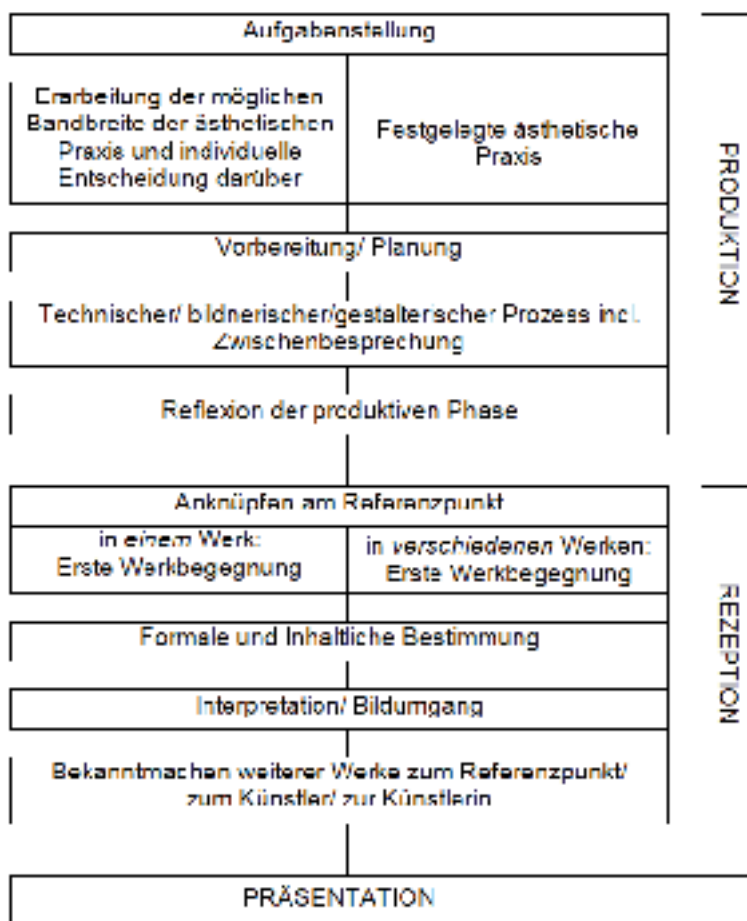 Aufgabenstellung
Erarbeitung der möglichen
Bandbreite der ästhetischen
Praxis und individuelle
Entscheidung darüber
Festgelegte ästhetische
Praxis
Vorbereitung/ Planung
Technischer/ bildnerischer/gestalterischer Prozess incl.
Zwischenbesprechung
Reflexion der produktiven Phase
PRODUKTION
Anknüpfen am Referenzpunkt
in einem Werk:
Erste Werkbegegnung
in verschiedenen Werken:
Erste Werkbegegnung
Formale und Inhaltliche Bestimmung
Interpretation/ Bildumgang
Bekanntmachen weiterer Werke zum Referenzpunkt/
zum Künstler/ zur Künstlerin
REZEPTION
PRÄSENTATION